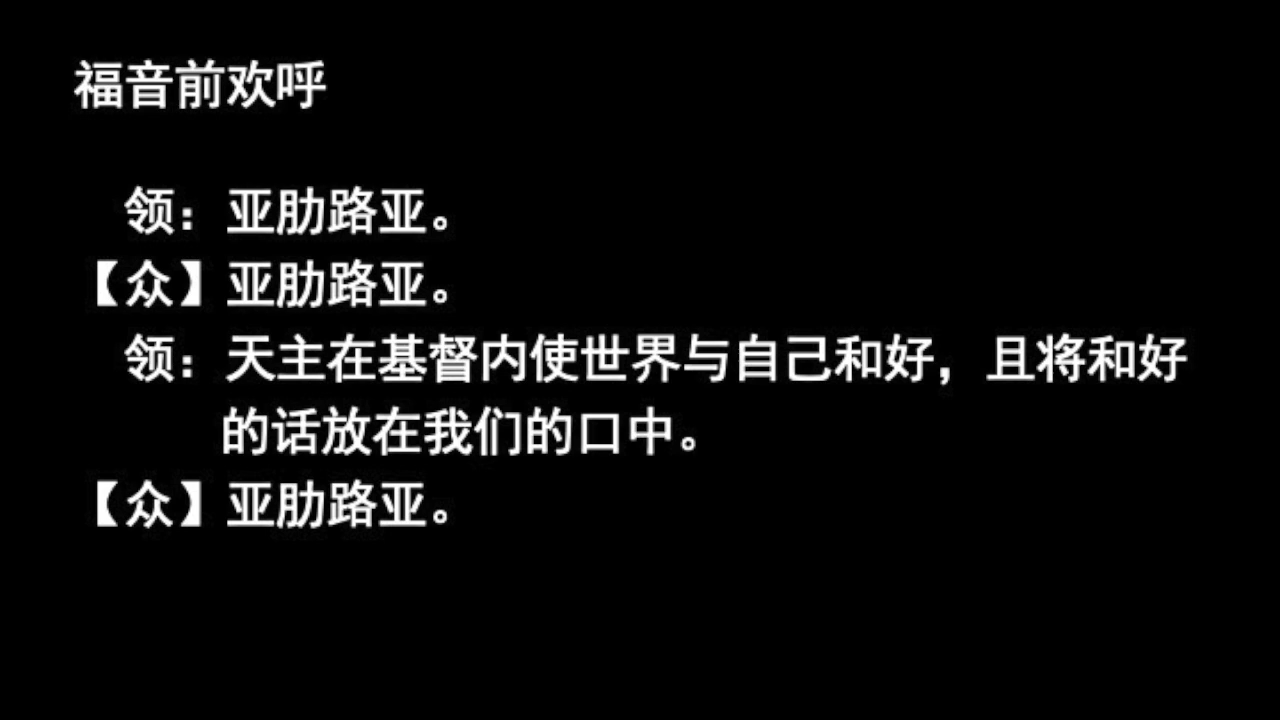 福音前欢呼
领：亚肋路亚。
【众】亚肋路亚。
领：天主在基督内使世界与自己和好，且将和好
的话放在我们的口中。
【众】亚肋路亚。